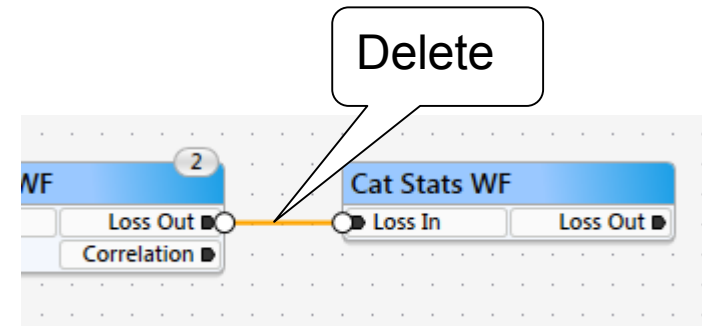 Delete
2
WF
Cat Stats WF
Loss Out
Loss In
Loss Out
Correlation